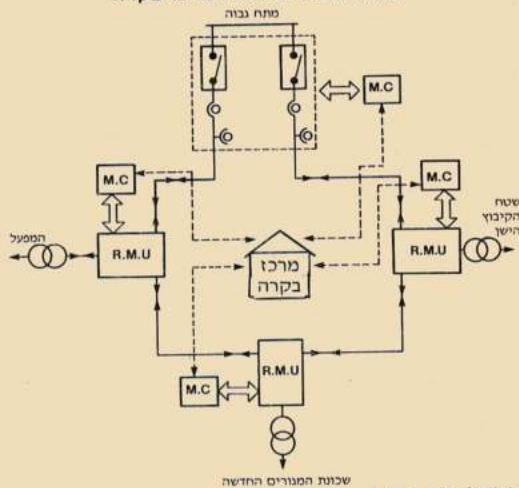 מתח גבוה
M.C
M.C
M.C
שטח
הקיבוץ
הישן
המפעל
R.M.U
R.M.U
מרכז
בקרה
R.M.U
M.C
שכונת המגורים החדשה